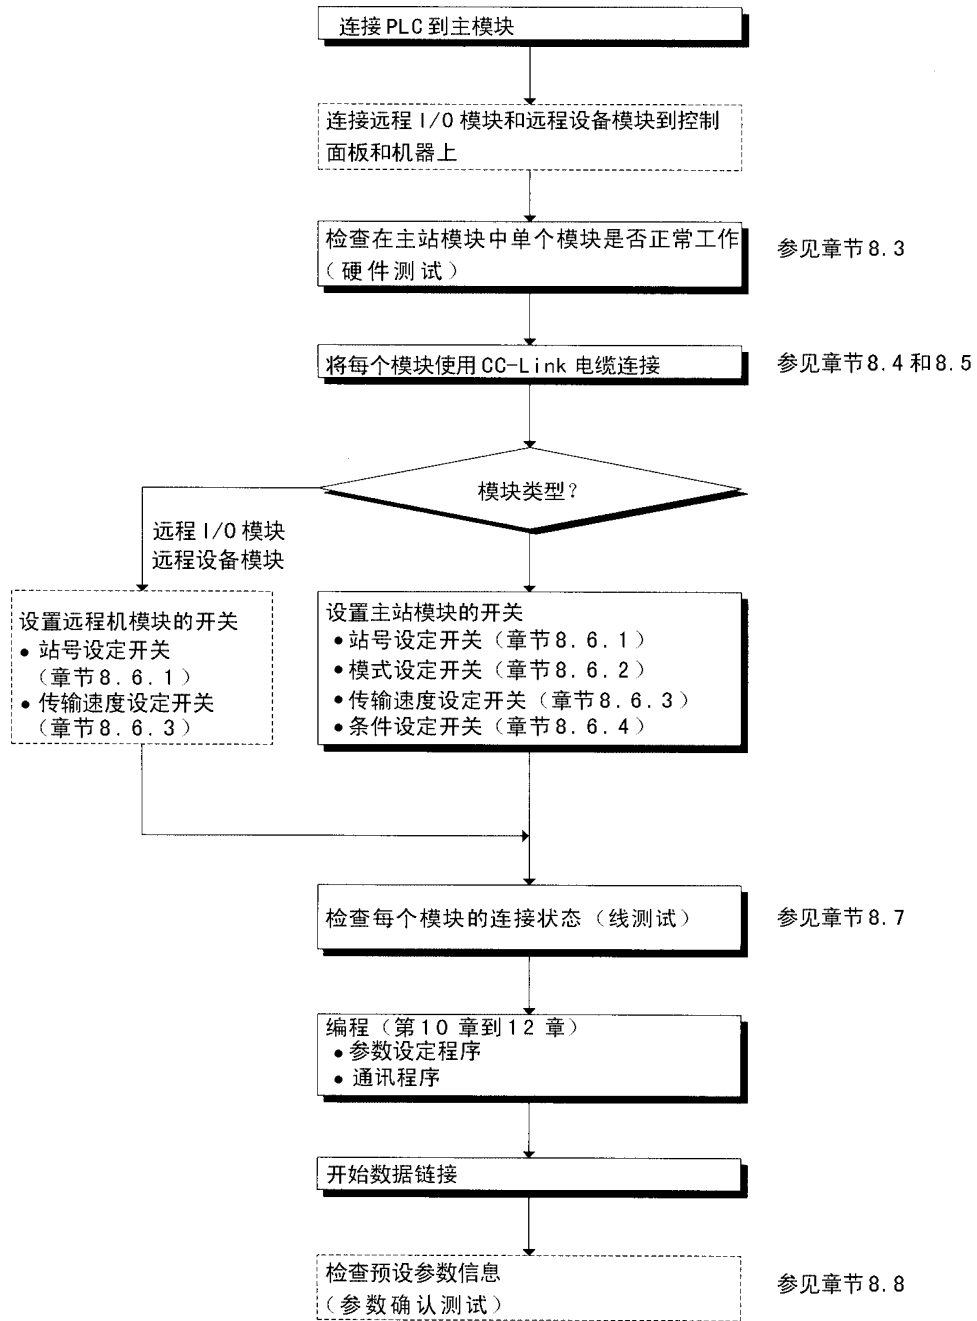 连接PLC到主模块
连接远程I/O模块和远程设备模块到控制
面板和机器上
检查在主站模块中单个模块是否正常工作
（硬件测试）
参见章节8.3
将每个模块使用CC-Link电缆连接
参见章节8.4和8.5
模块类型？
远程I/O模块
远程设备模块
设置远程机模块的开关
● 站号设定开关
（章节8.6.1）
● 传输速度设定开关
（章节8.6.3）
设置主站模块的开关
●站号设定开关（章节8.6.1）
●模式设定开关（章节8.6.2）
●传输速度设定开关（章节8.6.3）
●条件设定开关（章节8.6.4）
检查每个模块的连接状态（线测试）
参见章节8.7
编程（第10章到12章）
●参数设定程序
● 通讯程序
开始数据链接
检查预设参数信息
（参数确认测试）
参见章节8.8